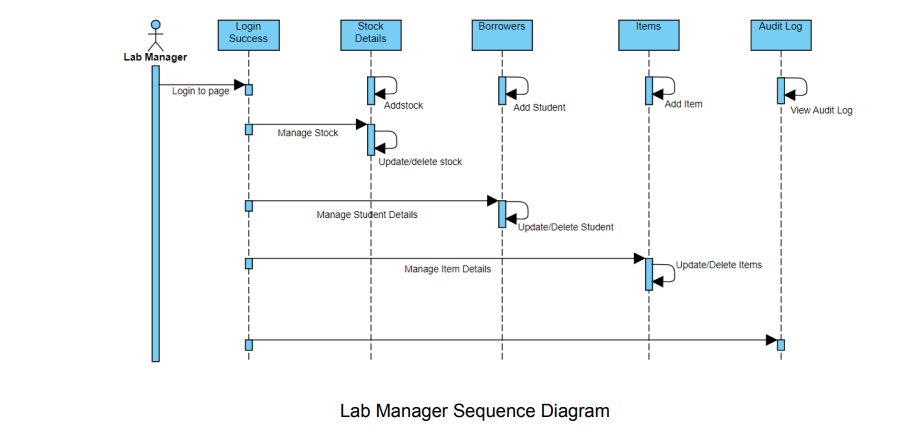 Login
Success
Stock
Details
Borrowers
Items
Audit Log
Lab Manager
Login to page
Addstock
Add Student
Add Item
View Audit Log
Manage Stock
Update/delete stock
Manage Student Details
Update/Delete Student
Manage Item Details
Update/Delete Items
Lab Manager Sequence Diagram